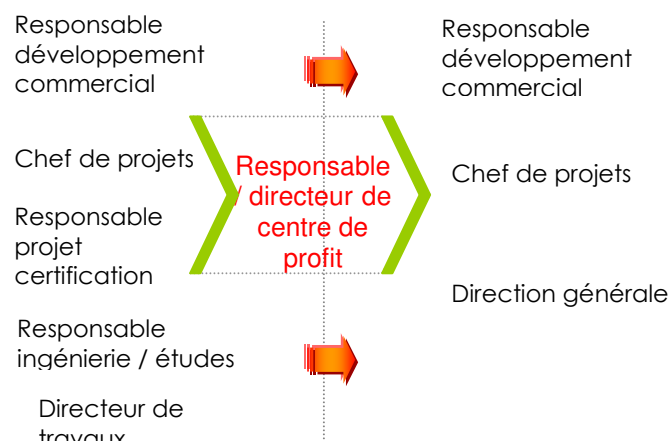 Responsable
développement
commercial
Chef de projets
Responsable
projet
certification
Responsable
ingénierie / études
Directeur de
travaux
Responsable
/ directeur de
centre de
profit
Responsable
développement
commercial
Chef de projets
Direction générale